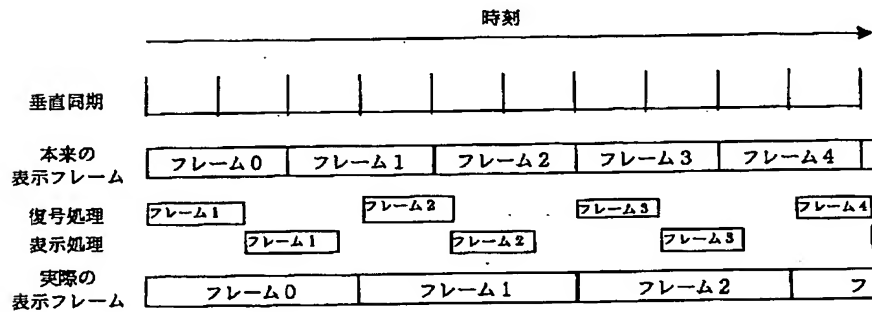 時刻
垂直同期
本来の
表示フレーム
フレーム0 フレーム1 フレーム2 フレーム3 フレーム4
復号処理
フレーム1 フレーム2 フレーム3 フレーム4
表示処理
フレーム1 フレーム2 フレーム3
実際の
表示フレーム
フレーム0 フレーム1 フレーム2 フ